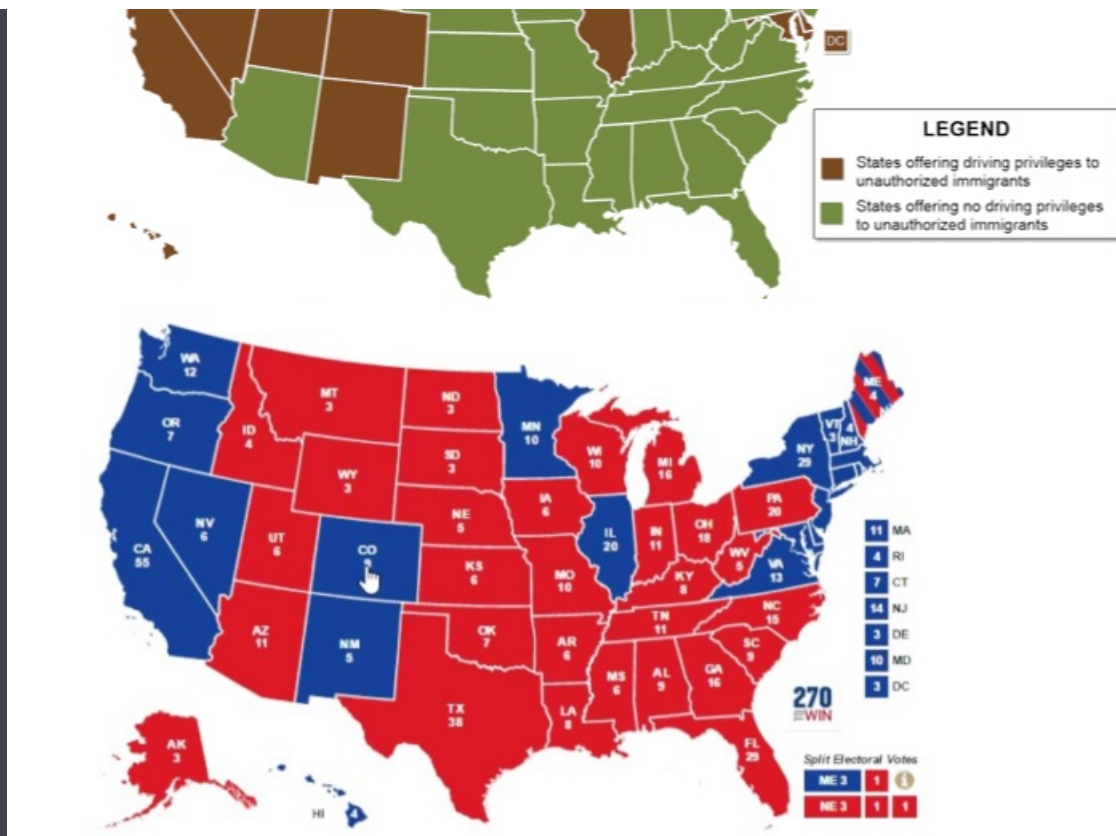 DC
LEGEND
States offering driving privileges to
unauthorized immigrants
States offering no driving privileges
to unauthorized immigrants
WA
12
MT
3
ND
3
ME
4
OR
7
ID
4
MN
10
VT
3
4
NH
WI
10
NY
29
SD
3
MI
16
WY
3
IA
6
PA
20
NE
5
NV
6
IL
20
IN
11
OH
18
11 MA
UT
6
CA
55
CO
WV
5
4 RI
KS
6
MO
10
VA
13
KY
8
7 CT
NC
15
14 NJ
TN
11
AZ
11
OK
7
3 DE
NM
5
AR
6
SC
9
10 MD
MS
6
AL
9
GA
16
3 DC
TX
38
LA
8
270
WIN
AK
3
FL
29
Split Electoral Votes
ME 3 1 i
HI 4
NE 3 1 1